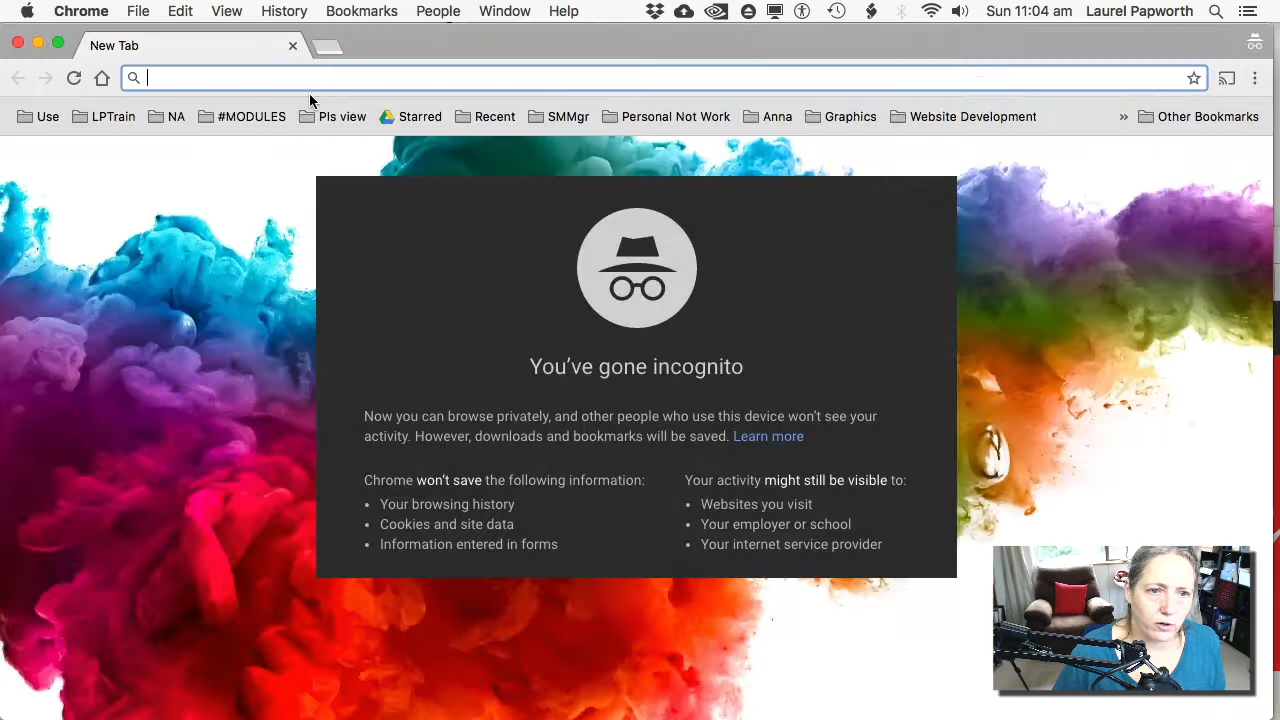 Chrome File Edit View History Bookmarks People Window Help Sun 11:04 am Laurel Papworth
New Tab
Use LPTrain NA #MODULES Pls view Starred Recent SMMgr Personal Not Work Anna Graphics Website Development » Other Bookmarks
You've gone incognito
Now you can browse privately, and other people who use this device won't see your
activity. However, downloads and bookmarks will be saved. Learn more
Chrome won't save the following information:
• Your browsing history
• Cookies and site data
• Information entered in forms
Your activity might still be visible to:
• Websites you visit
• Your employer or school
• Your internet service provider